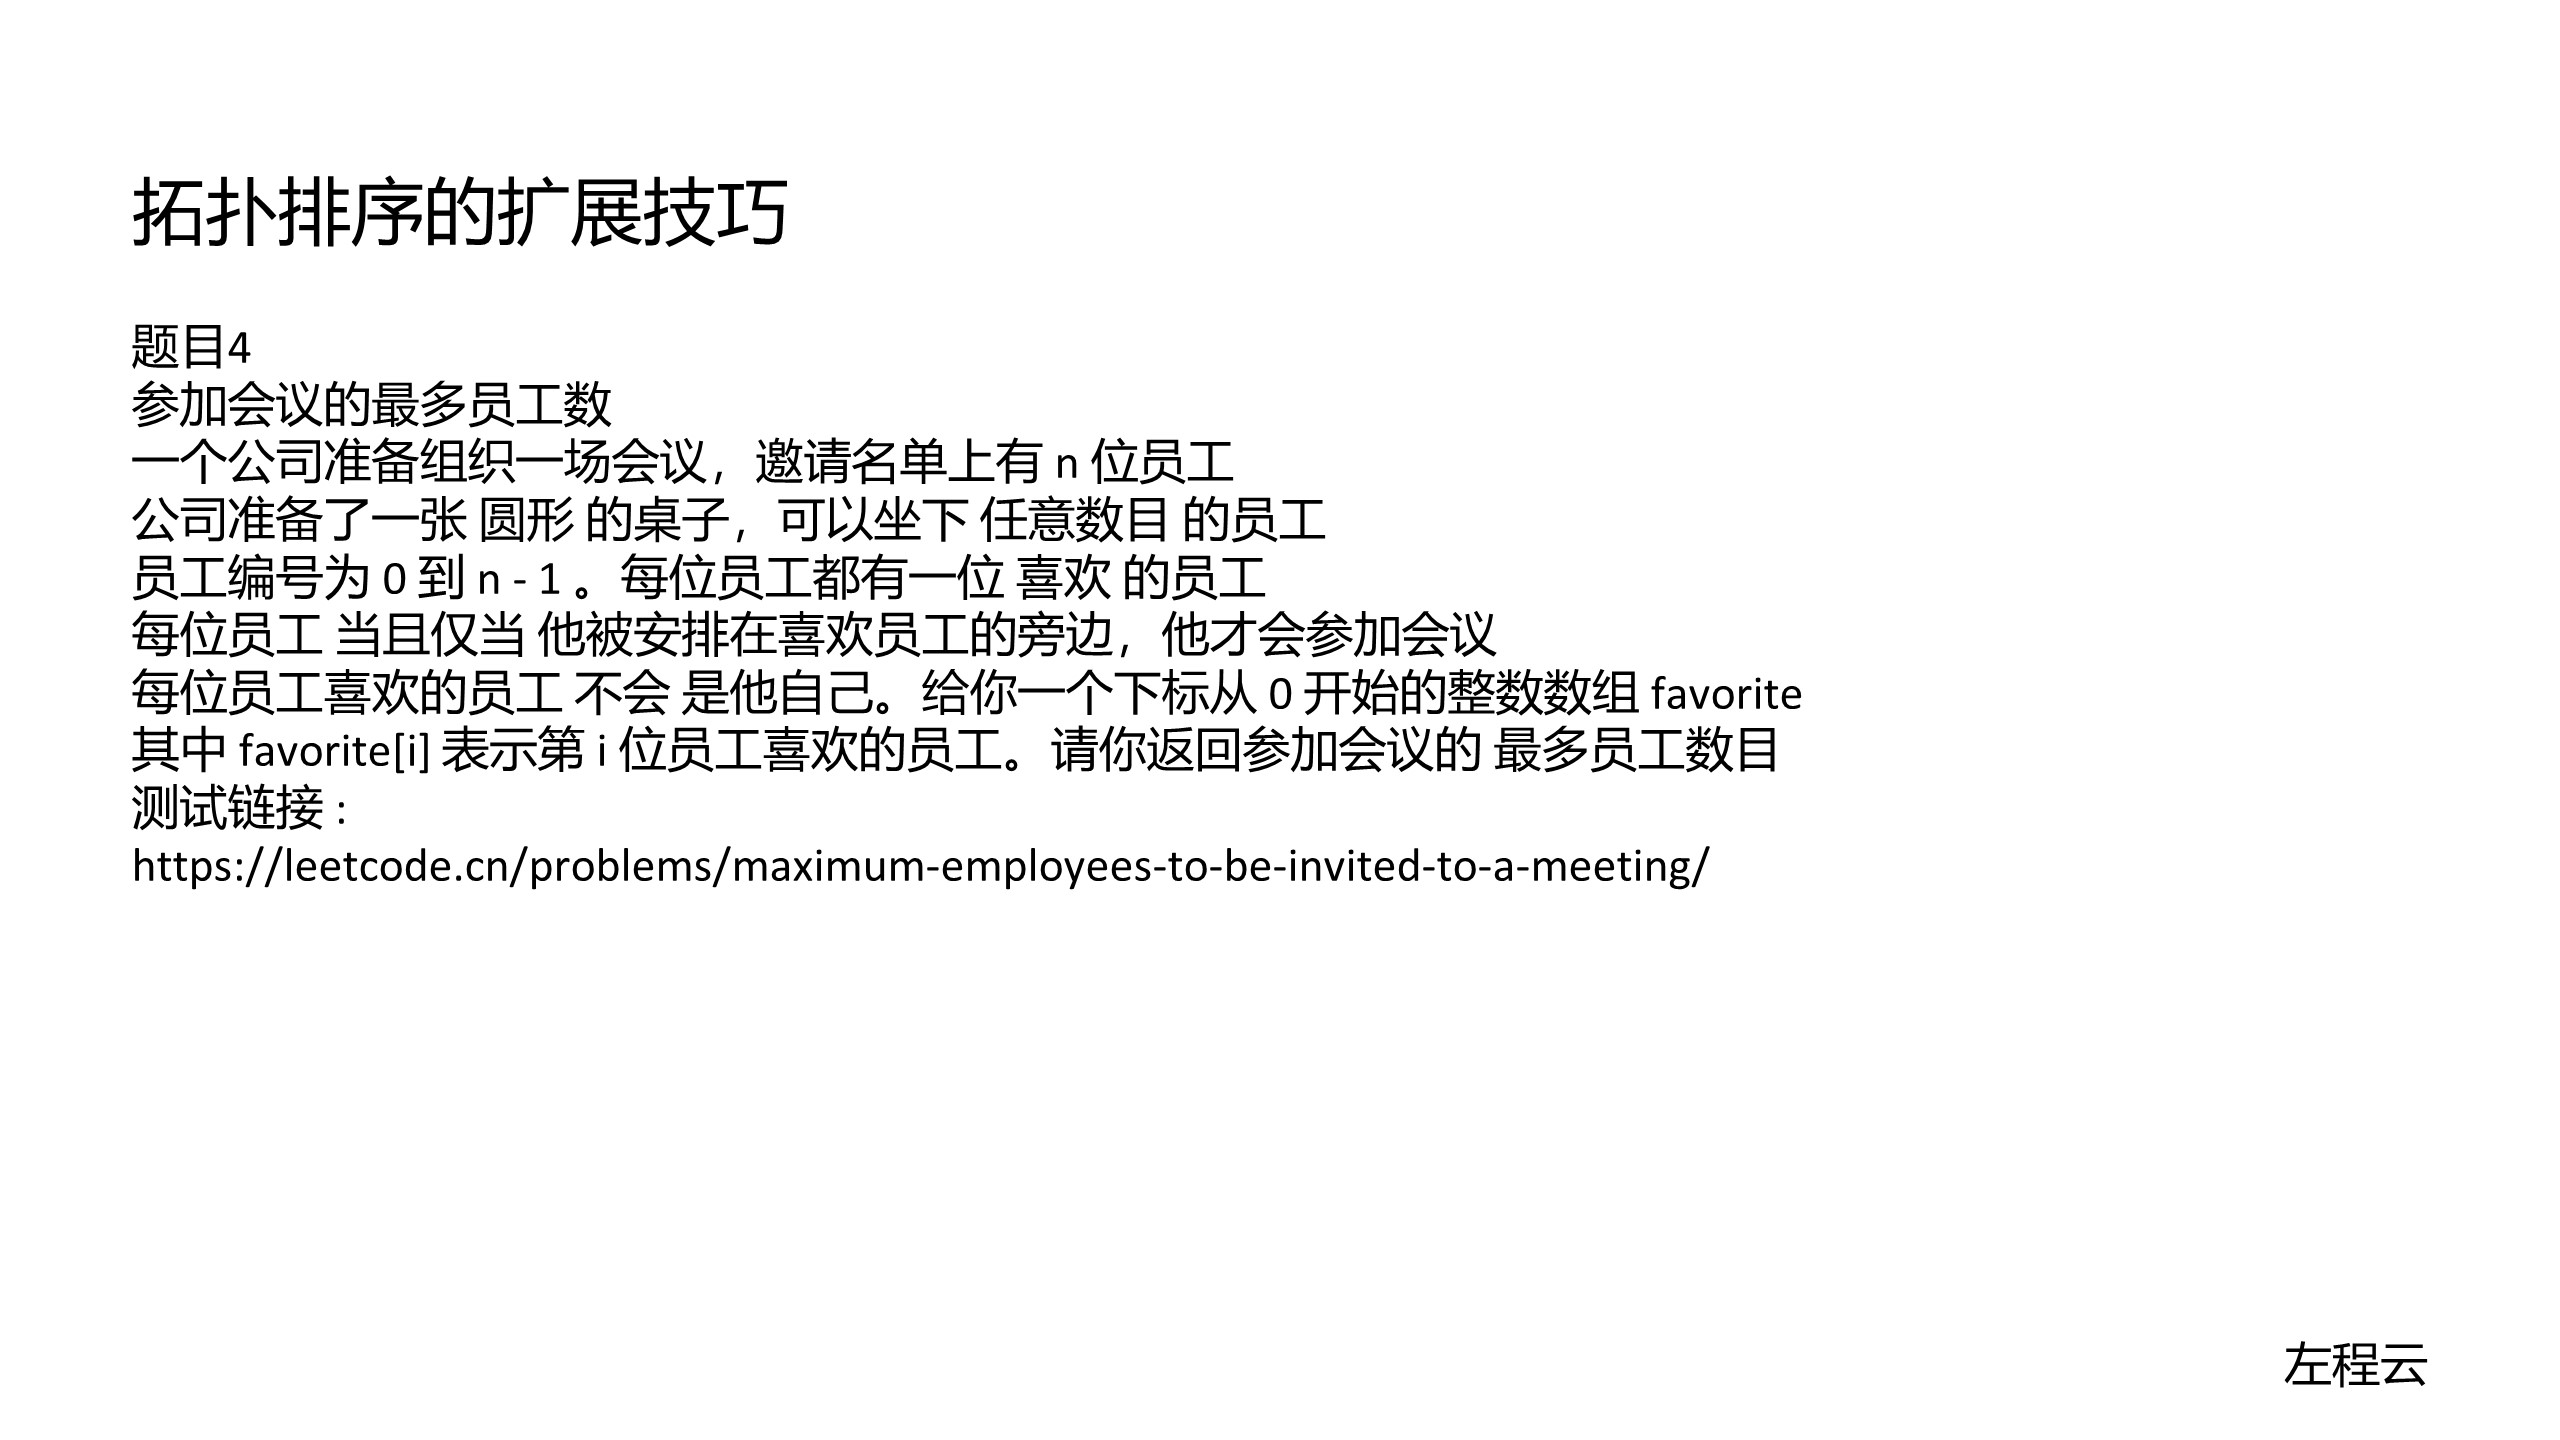 拓扑排序的扩展技巧
题目4
参加会议的最多员工数
一个公司准备组织一场会议，邀请名单上有 n 位员工
公司准备了一张 圆形 的桌子，可以坐下 任意数目 的员工
员工编号为 0 到 n - 1 。每位员工都有一位 喜欢 的员工
每位员工 当且仅当 他被安排在喜欢员工的旁边，他才会参加会议
每位员工喜欢的员工 不会 是他自己。给你一个下标从 0 开始的整数数组 favorite
其中 favorite[i] 表示第 i 位员工喜欢的员工。请你返回参加会议的 最多员工数目
测试链接 :
https://leetcode.cn/problems/maximum-employees-to-be-invited-to-a-meeting/
左程云